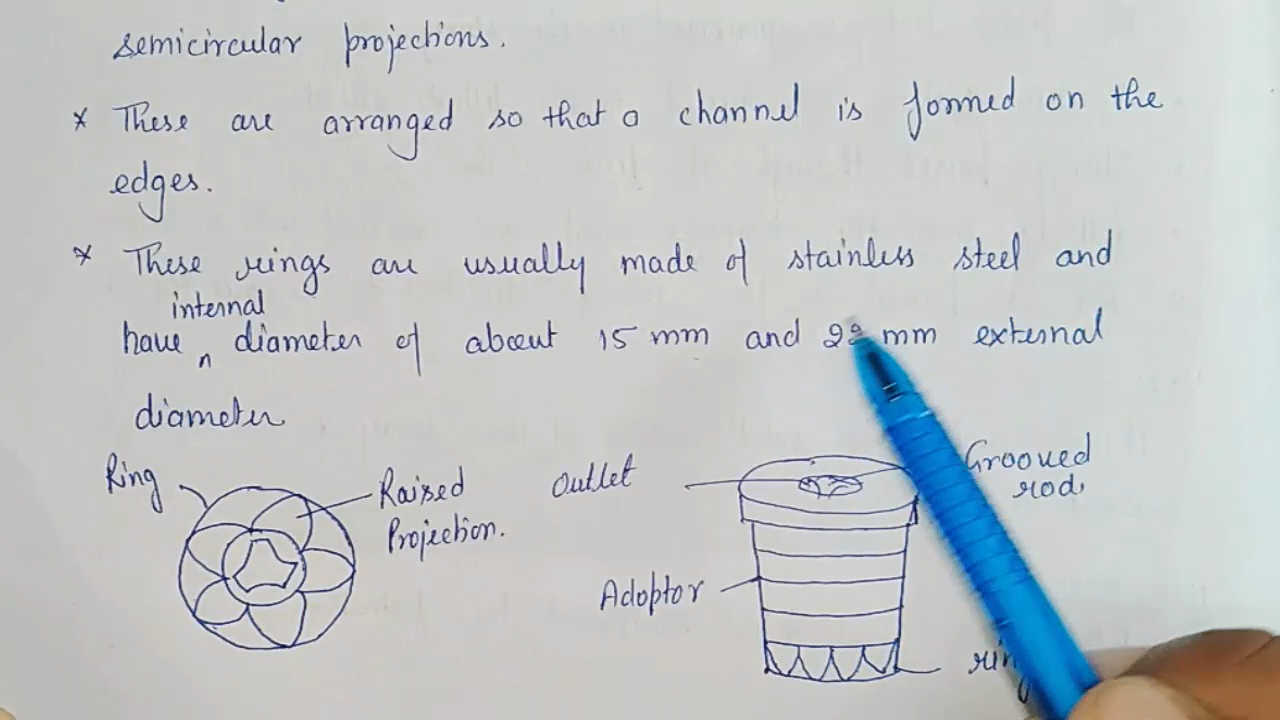 semicircular projections.
* These are arranged so that a channel is formed on the
edges.
* These rings are usually made of stainless steel and
internal
have ^ diameter of about 15 mm and 22 mm external
diameter
Ring
Raised
Projection.
Outlet
Grooved
rod
Adoptor